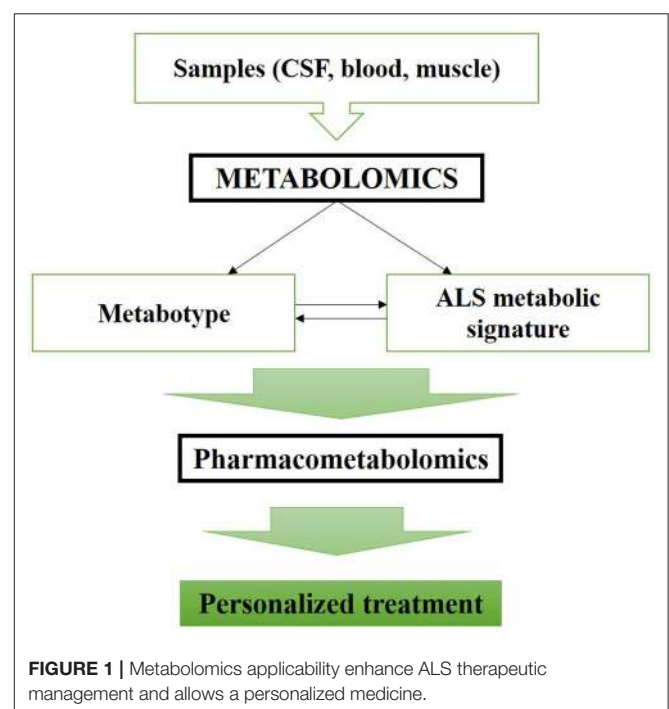 Samples (CSF, blood, muscle)
METABOLOMICS
Metabotype
ALS metabolic
signature
Pharmacometabolomics
Personalized treatment
FIGURE 1 | Metabolomics applicability enhance ALS therapeutic
management and allows a personalized medicine.